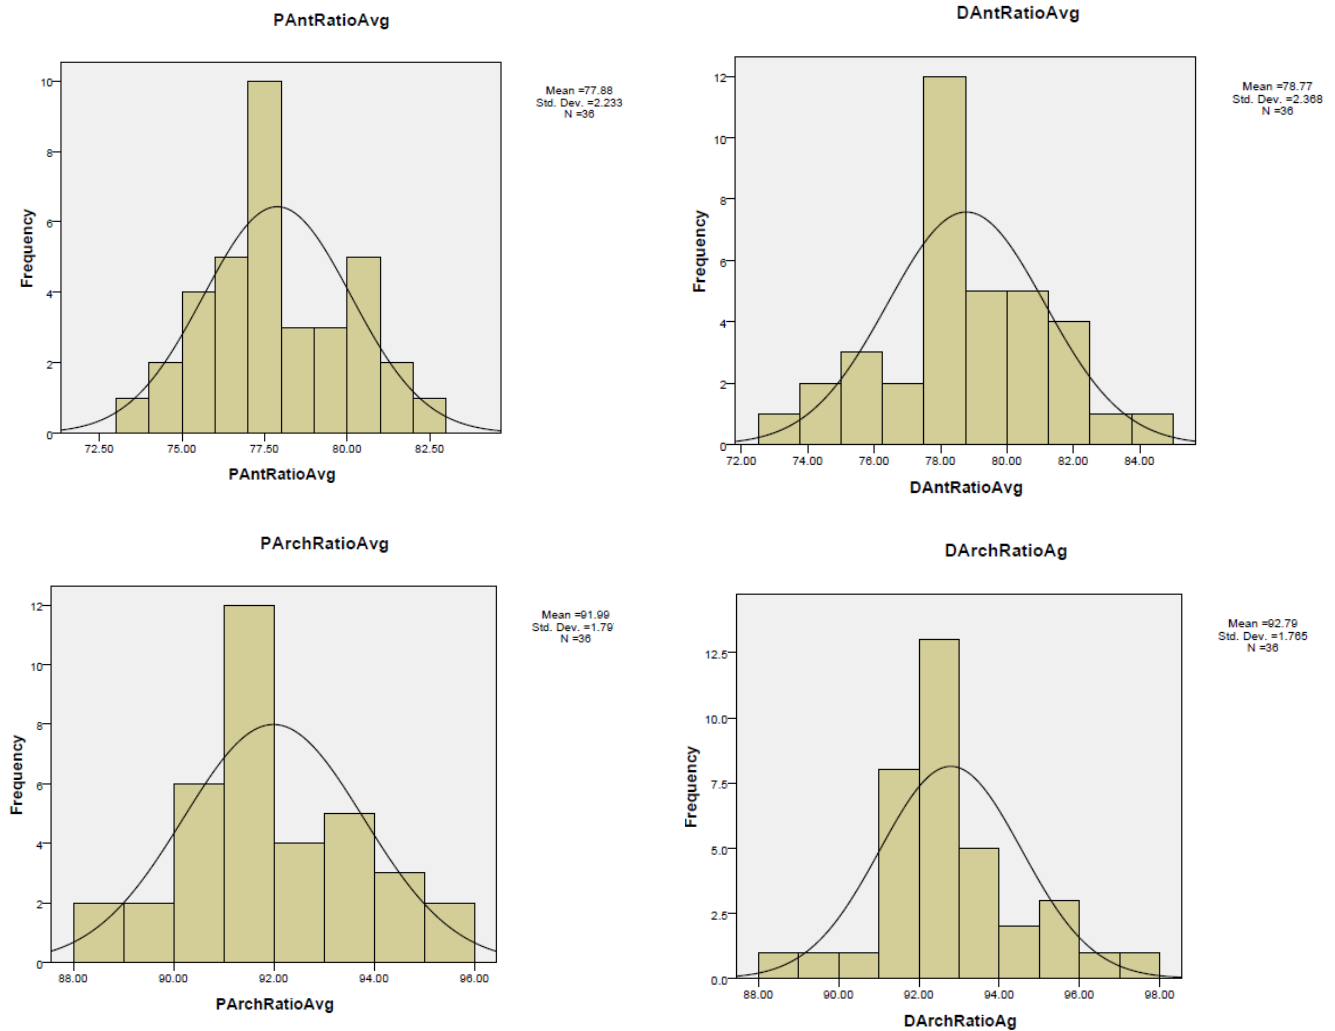 PAntRatioAvg
Mean =77.88
Std. Dev. =2.233
N =36
10
8
6
4
2
0
Frequency
72.50 75.00 77.50 80.00 82.50
PAntRatioAvg
DAntRatioAvg
Mean =78.77
Std. Dev. =2.368
N =36
12
10
8
6
4
2
0
Frequency
72.00 74.00 76.00 78.00 80.00 82.00 84.00
DAntRatioAvg
PArchRatioAvg
Mean =91.99
Std. Dev. =1.79
N =36
12
10
8
6
4
2
0
Frequency
88.00 90.00 92.00 94.00 96.00
PArchRatioAvg
DArchRatioAg
Mean =92.79
Std. Dev. =1.765
N =36
12.5
10.0
7.5
5.0
2.5
0.0
Frequency
88.00 90.00 92.00 94.00 96.00 98.00
DArchRatioAg